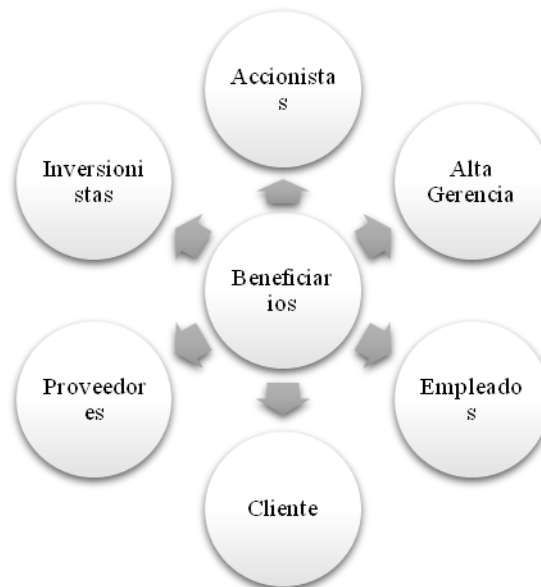 Accionista
s
Inversioni
stas
Alta
Gerencia
Beneficiar
ios
Proveedor
es
Empleado
s
Cliente